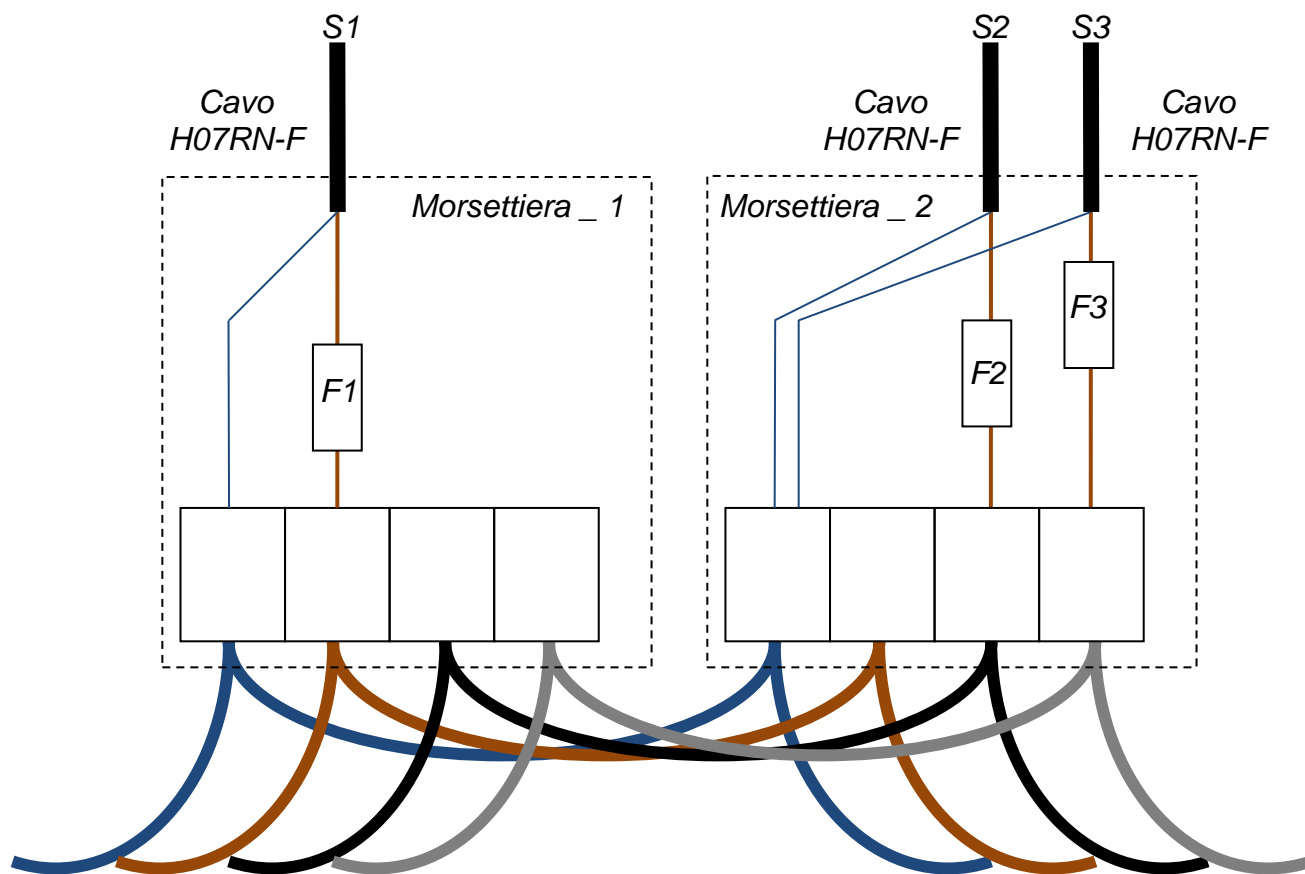 S1
S2
S3
Cavo
H07RN-F
Cavo
H07RN-F
Cavo
H07RN-F
Morsettiera _ 1
Morsettiera _ 2
F1
F2
F3